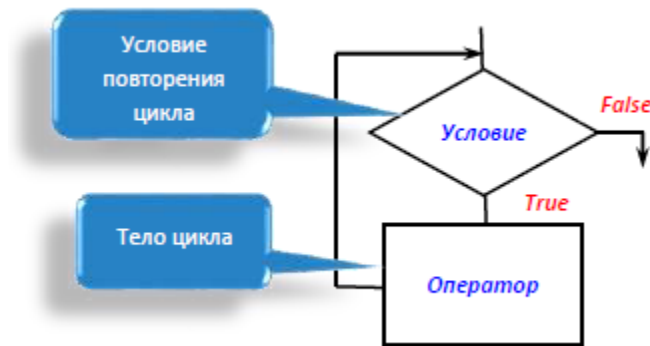 Условие
повторения
цикла
False
Условие
True
Тело цикла
Оператор